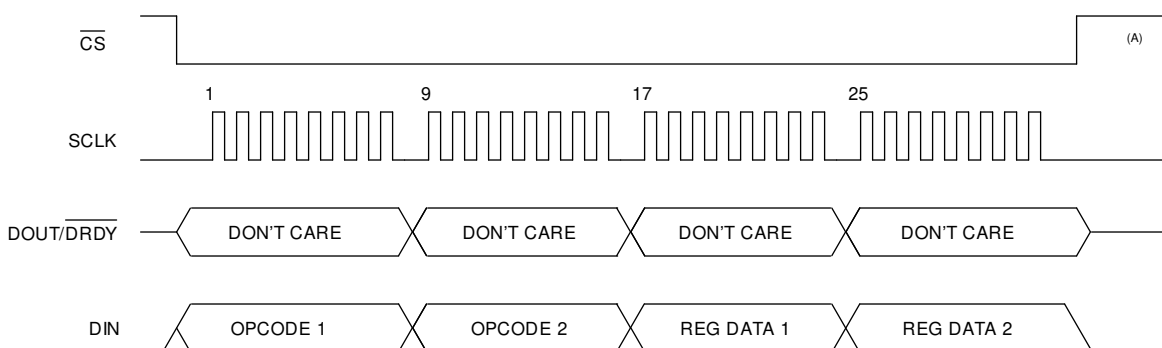 CS
(A)
1 9 17 25
SCLK
DOUT/DRDY DON'T CARE DON'T CARE DON'T CARE DON'T CARE
DIN OPCODE 1 OPCODE 2 REG DATA 1 REG DATA 2